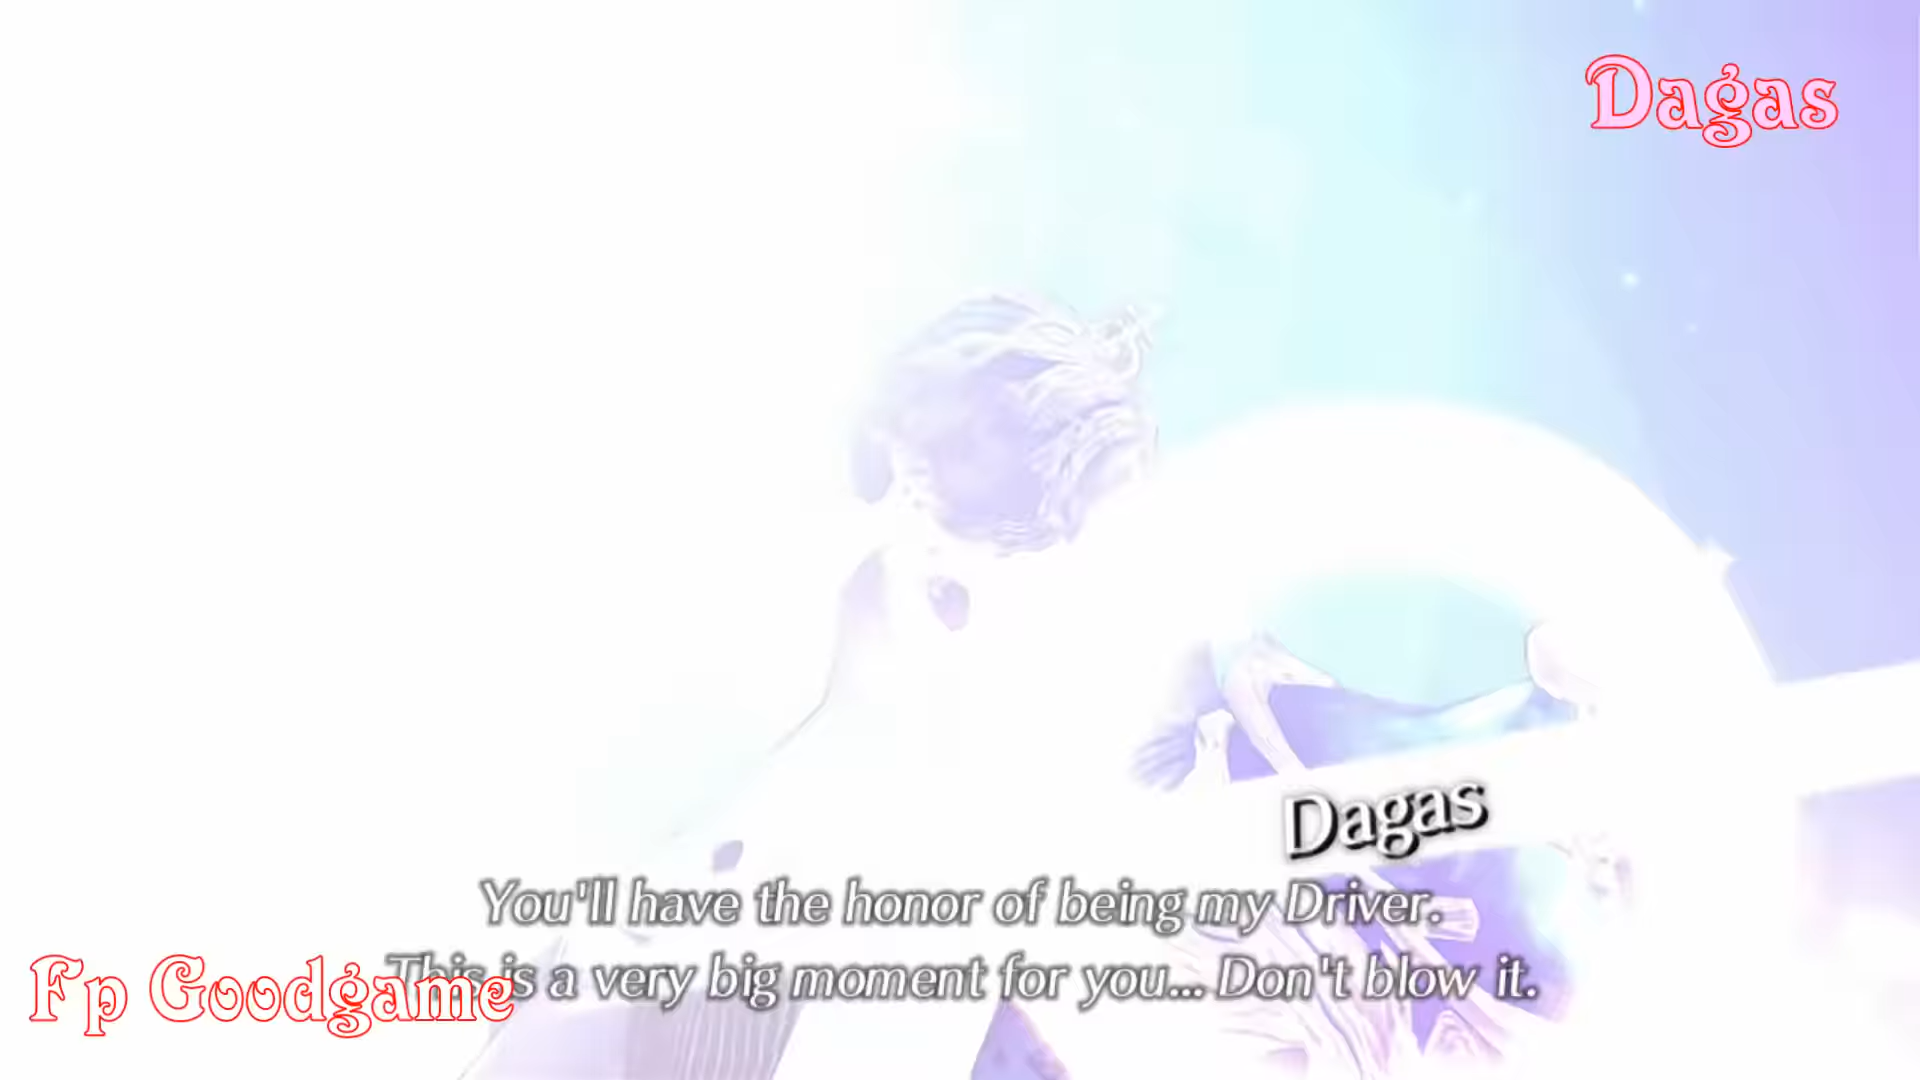 Dagas
Dagas
You'll have the honor of being my Driver.
This is a very big moment for you... Don't blow it.
Fp Goodgame